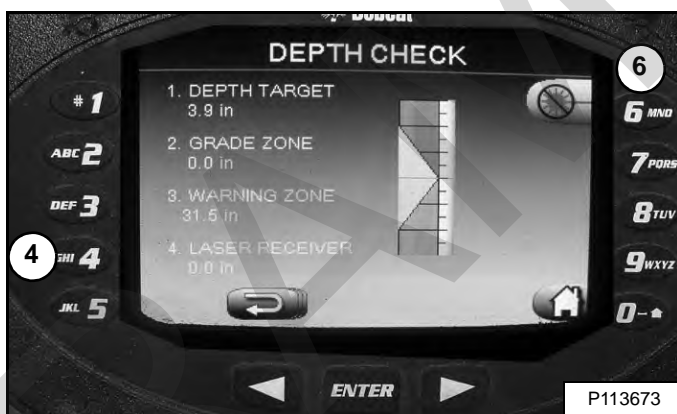 Bobcat
DEPTH CHECK
1. DEPTH TARGET
3.9 in
2. GRADE ZONE
0.0 in
3. WARNING ZONE
31.5 in
4. LASER RECEIVER
0.0 in
# 1
ABC 2
DEF 3
4
GHI 4
JKL 5
6
6 MNO
7 PQRS
8 TUV
9 WXYZ
0-
ENTER
P113673